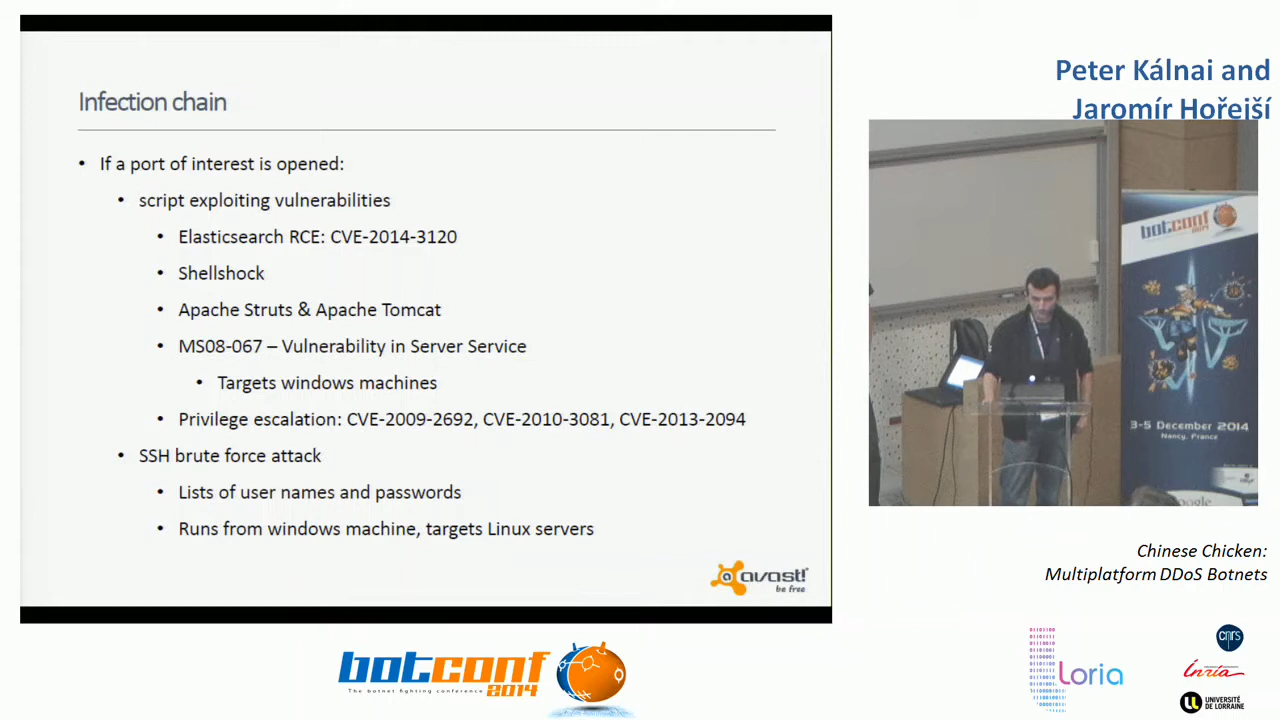 Infection chain
• If a port of interest is opened:
• script exploiting vulnerabilities
• Elasticsearch RCE: CVE-2014-3120
• Shellshock
• Apache Struts & Apache Tomcat
• MS08-067 – Vulnerability in Server Service
• Targets windows machines
• Privilege escalation: CVE-2009-2692, CVE-2010-3081, CVE-2013-2094
• SSH brute force attack
• Lists of user names and passwords
• Runs from windows machine, targets Linux servers
avast!
be free
Peter Kálnai and
Jaromír Hořejší
botconf
2014
3-5 December 2014
Nancy, France
Google
Chinese Chicken:
Multiplatform DDoS Botnets
botconf
The botnet fighting conference 2014
Loria
cnrs
Inria
UNIVERSITÉ
DE LORRAINE